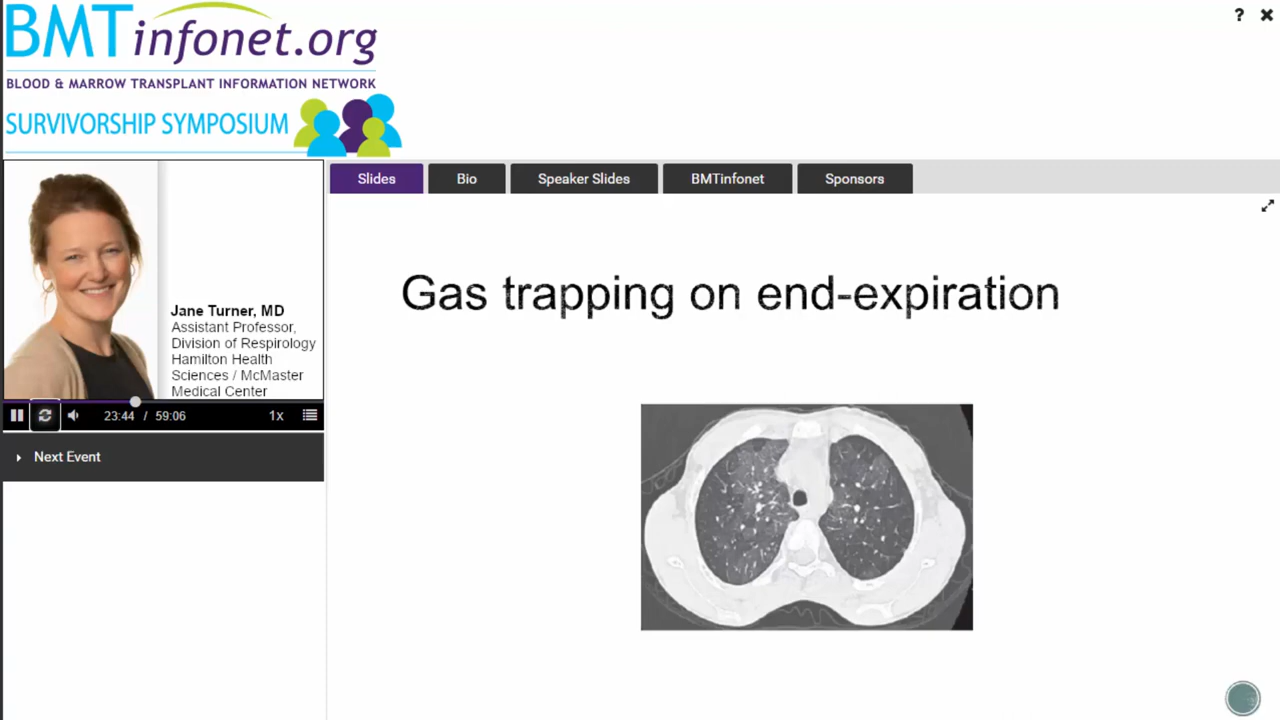 BMTinfonet.org
BLOOD & MARROW TRANSPLANT INFORMATION NETWORK
SURVIVORSHIP SYMPOSIUM
?
Slides
Bio
Speaker Slides
BMTinfonet
Sponsors
Jane Turner, MD
Assistant Professor,
Division of Respirology
Hamilton Health
Sciences / McMaster
Medical Center
23:44 / 59:06
1x
Next Event
Gas trapping on end-expiration